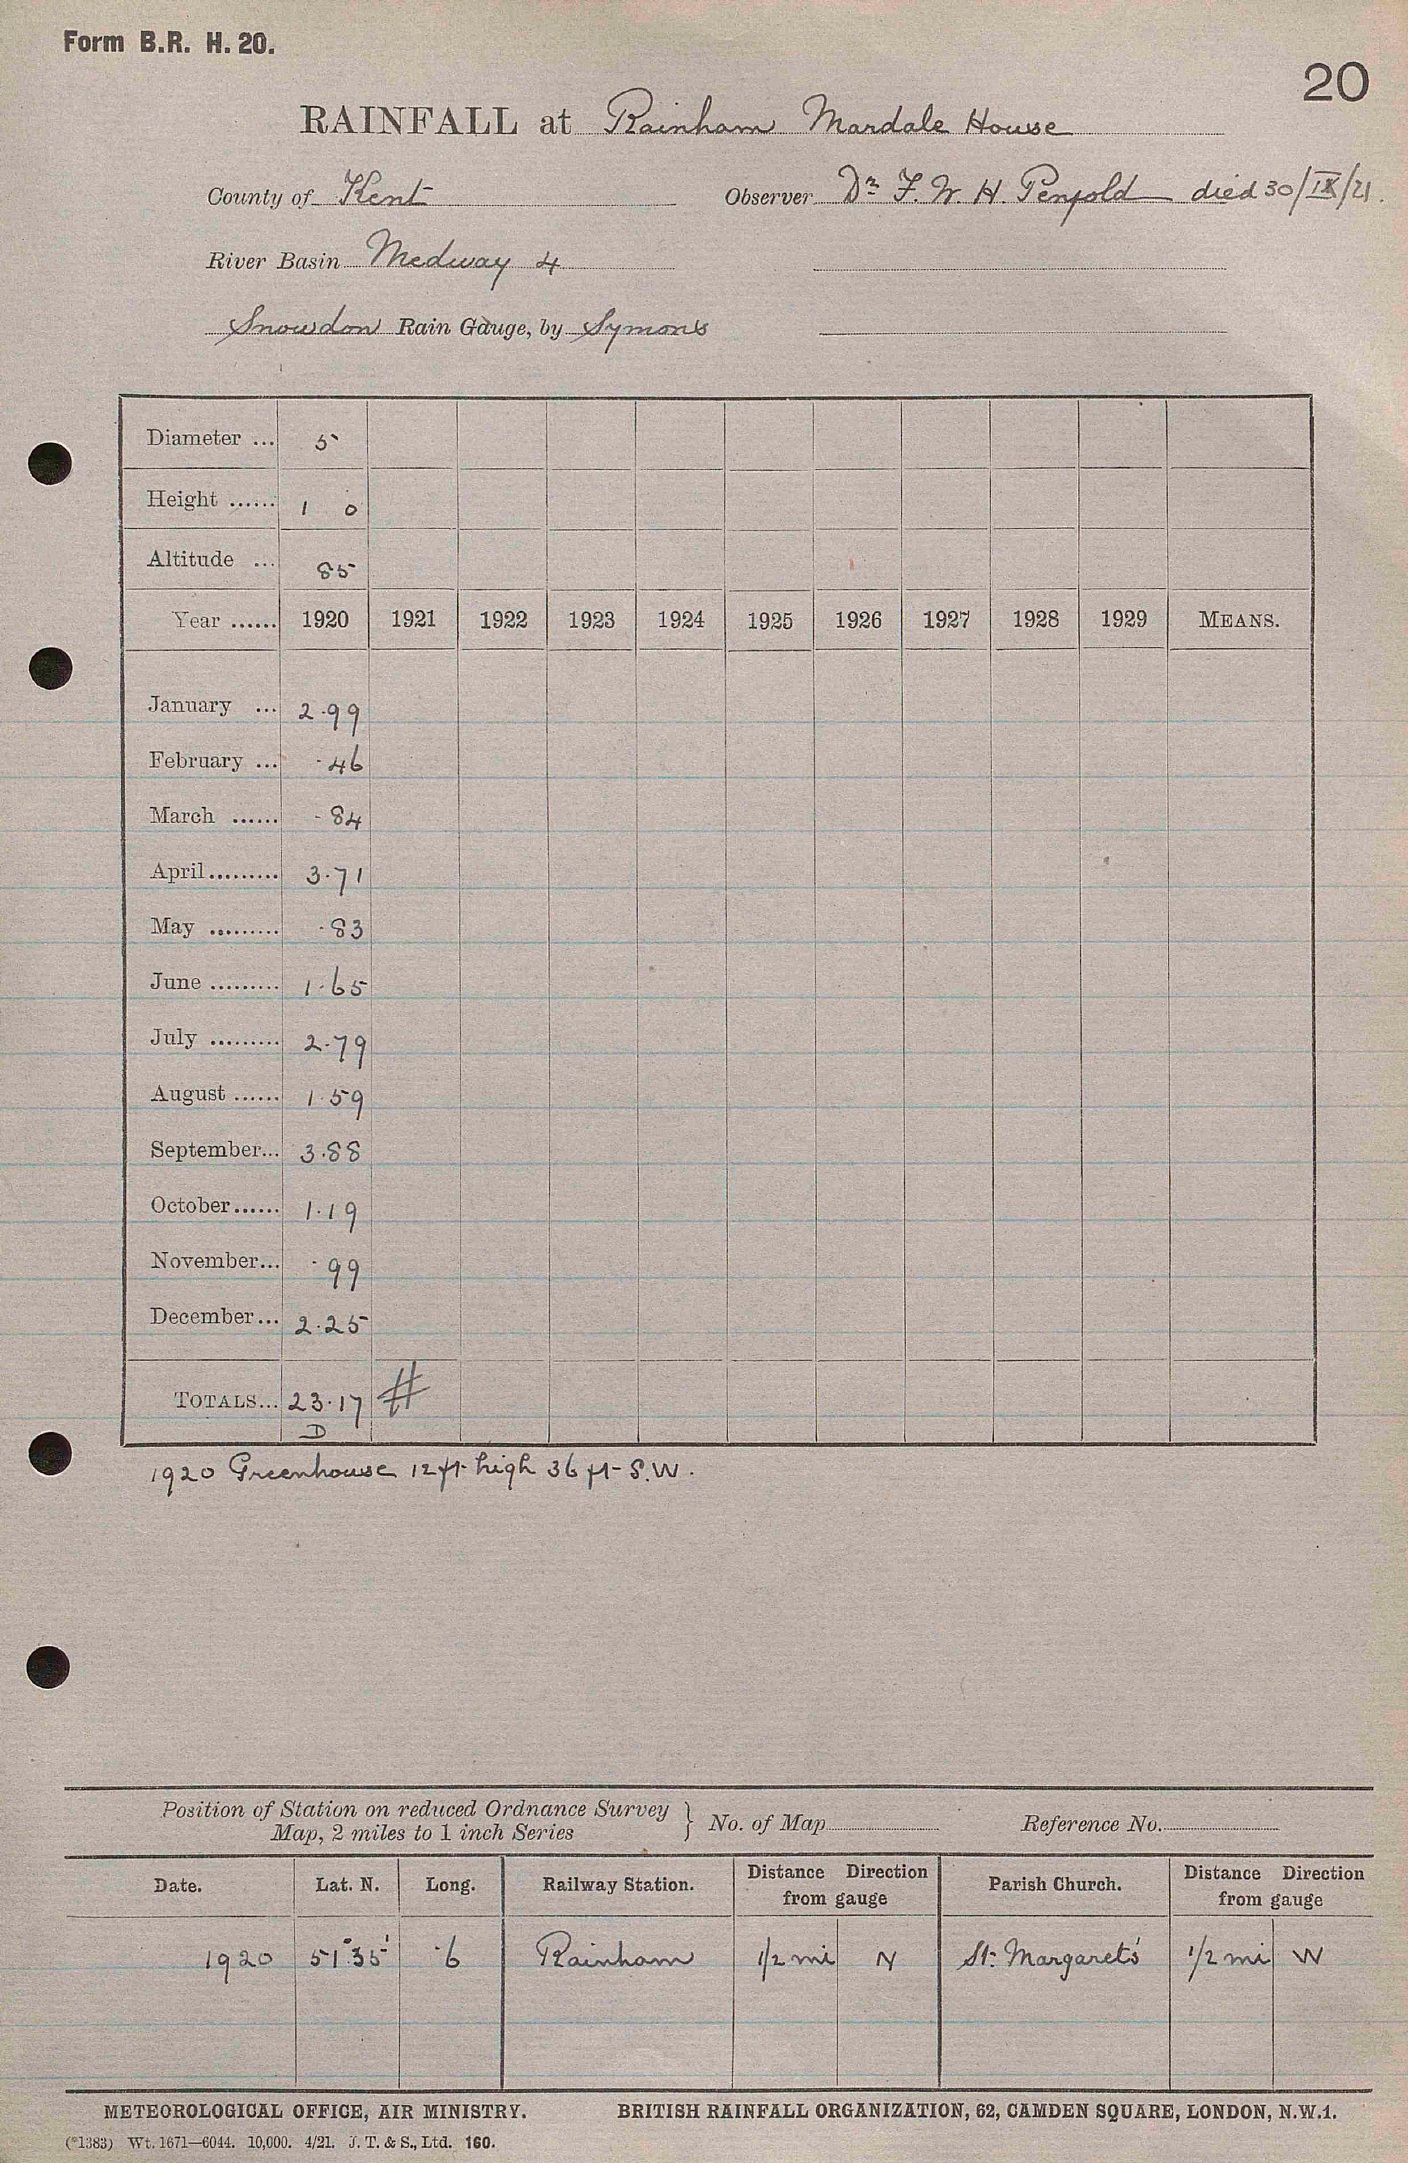 Form B.R. H. 20.
20
RAINFALL at Rainham Mardale House
County of Kent Observer Dr. F. W. H. Penfold died 30/IX/21.
River Basin Medway 4
Snowdon Rain Gauge, by Symons
Diameter ... 5
Height ...... 1 0
Altitude ... 85
Year ...... 1920 1921 1922 1923 1924 1925 1926 1927 1928 1929 MEANS.
January ... 2.99
February ... .46
March ...... .84
April......... 3.71
May ......... .83
June ......... 1.65
July ......... 2.79
August ...... 1.59
September... 3.88
October...... 1.19
November... .99
December... 2.25
TOTALS... 23.17 #
D
1920 Greenhouse 12 ft high 36 ft S.W.
Position of Station on reduced Ordnance Survey
Map, 2 miles to 1 inch Series } No. of Map Reference No.
Date. Lat. N. Long. Railway Station. Distance Direction from gauge Parish Church. Distance Direction from gauge
1920 51°35' .6 Rainham 1/2 mi N St. Margaret's 1/2 mi W
METEOROLOGICAL OFFICE, AIR MINISTRY. BRITISH RAINFALL ORGANIZATION, 62, CAMDEN SQUARE, LONDON, N.W.1.
(*1383) Wt. 1671—6044. 10,000. 4/21. J. T. & S., Ltd. 160.